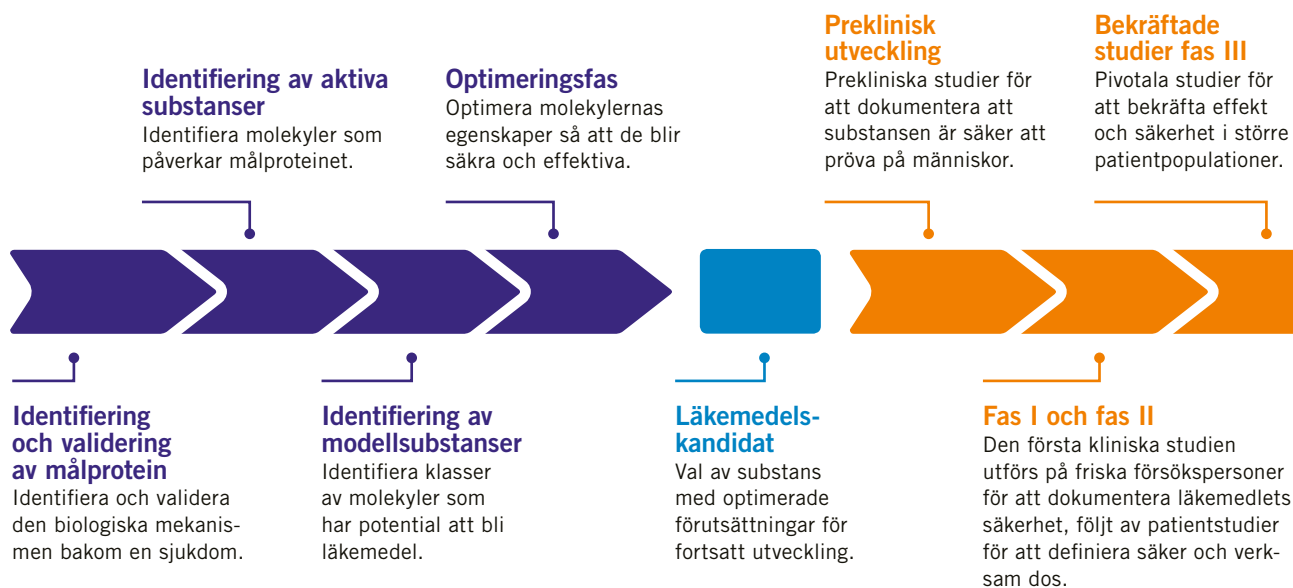 Identifiering av aktiva
substanser
Identifiera molekyler som
påverkar målproteinet.
Optimeringsfas
Optimera molekylernas
egenskaper så att de blir
säkra och effektiva.
Preklinisk
utveckling
Prekliniska studier för
att dokumentera att
substansen är säker att
pröva på människor.
Bekräftade
studier fas III
Pivotala studier för
att bekräfta effekt
och säkerhet i större
patientpopulationer.
Identifiering
och validering
av målprotein
Identifiera och validera
den biologiska mekanis-
men bakom en sjukdom.
Identifiering av
modellsubstanser
Identifiera klasser
av molekyler som
har potential att bli
läkemedel.
Läkemedels-
kandidat
Val av substans
med optimerade
förutsättningar för
fortsatt utveckling.
Fas I och fas II
Den första kliniska studien
utförs på friska försökspersoner
för att dokumentera läkemedlets
säkerhet, följt av patientstudier
för att definiera säker och verk-
sam dos.